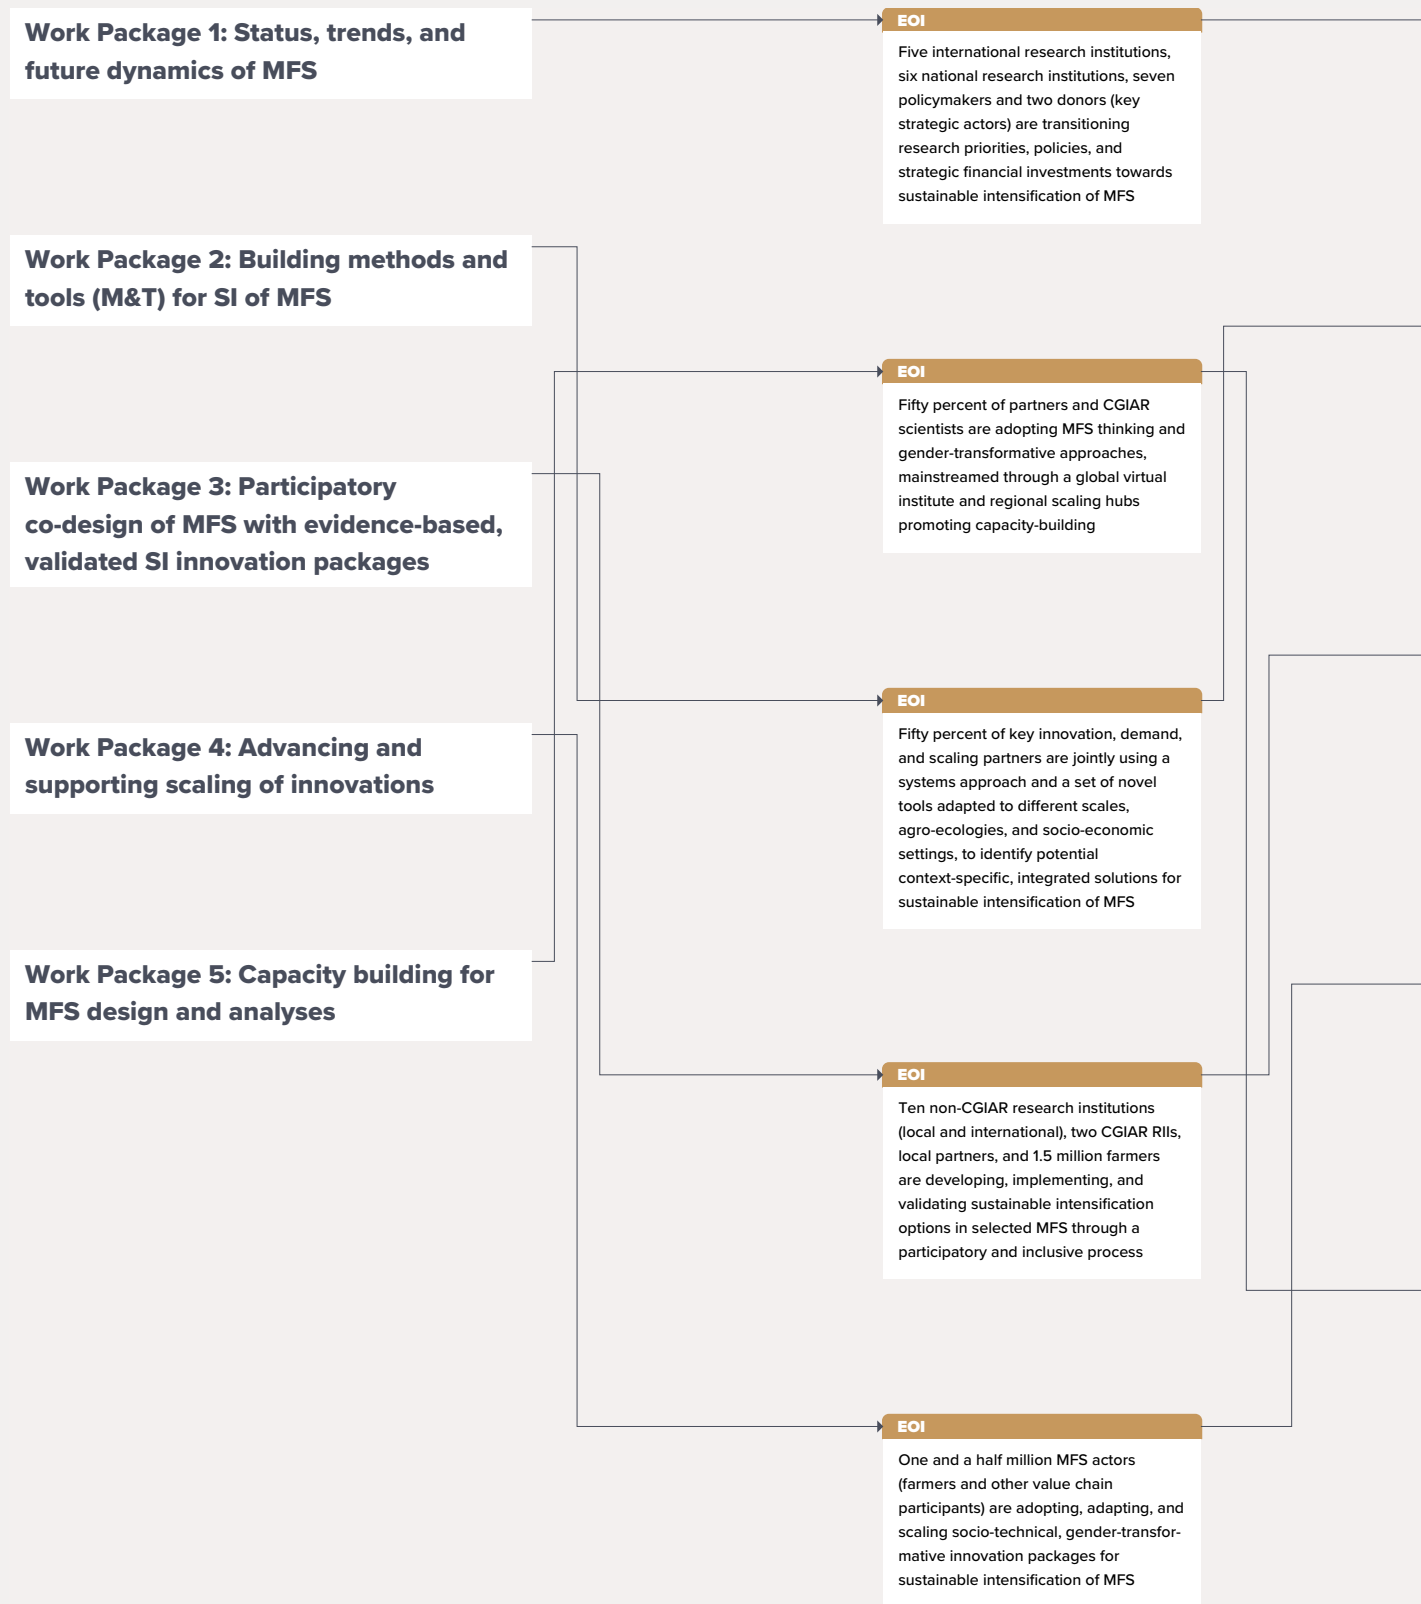 Work Package 1: Status, trends, and
future dynamics of MFS
Work Package 2: Building methods and
tools (M&T) for SI of MFS
Work Package 3: Participatory
co-design of MFS with evidence-based,
validated SI innovation packages
Work Package 4: Advancing and
supporting scaling of innovations
Work Package 5: Capacity building for
MFS design and analyses
EOI
Five international research institutions,
six national research institutions, seven
policymakers and two donors (key
strategic actors) are transitioning
research priorities, policies, and
strategic financial investments towards
sustainable intensification of MFS
EOI
Fifty percent of partners and CGIAR
scientists are adopting MFS thinking and
gender-transformative approaches,
mainstreamed through a global virtual
institute and regional scaling hubs
promoting capacity-building
EOI
Fifty percent of key innovation, demand,
and scaling partners are jointly using a
systems approach and a set of novel
tools adapted to different scales,
agro-ecologies, and socio-economic
settings, to identify potential
context-specific, integrated solutions for
sustainable intensification of MFS
EOI
Ten non-CGIAR research institutions
(local and international), two CGIAR RIIs,
local partners, and 1.5 million farmers
are developing, implementing, and
validating sustainable intensification
options in selected MFS through a
participatory and inclusive process
EOI
One and a half million MFS actors
(farmers and other value chain
participants) are adopting, adapting, and
scaling socio-technical, gender-transfor-
mative innovation packages for
sustainable intensification of MFS